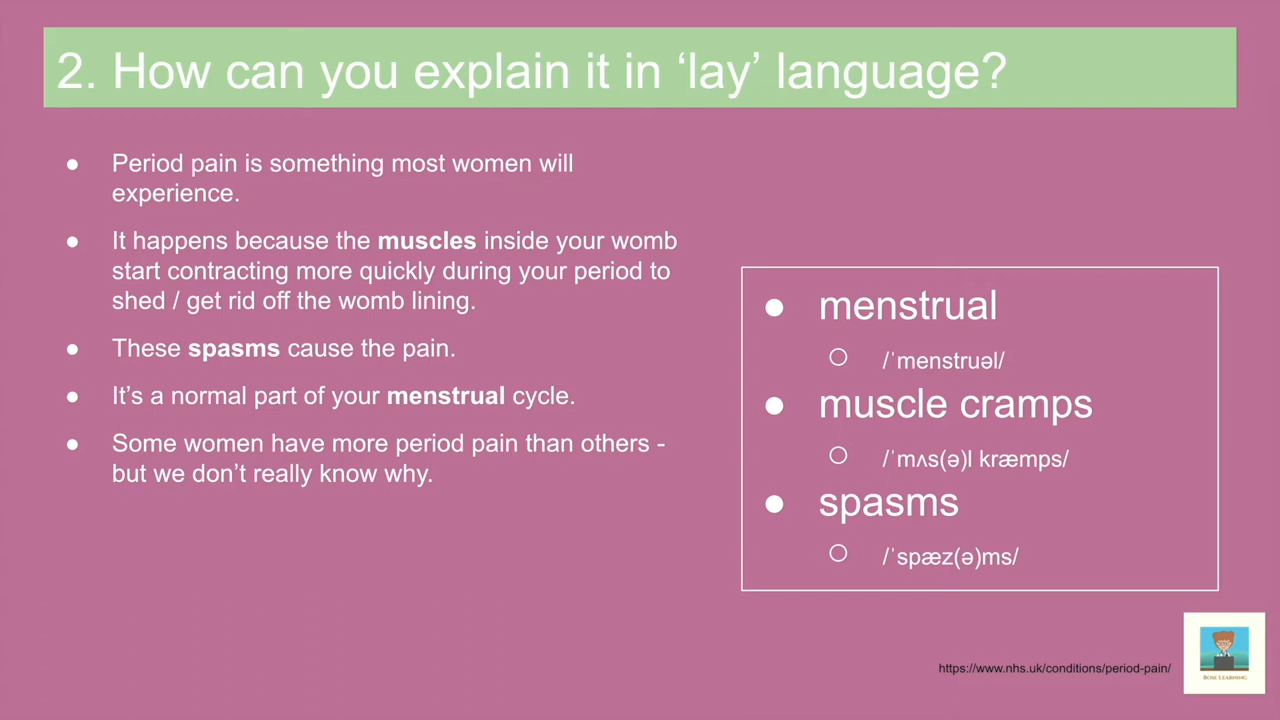 2. How can you explain it in ‘lay’ language?
● Period pain is something most women will
experience.
● It happens because the muscles inside your womb
start contracting more quickly during your period to
shed / get rid off the womb lining.
● These spasms cause the pain.
● It’s a normal part of your menstrual cycle.
● Some women have more period pain than others -
but we don’t really know why.
● menstrual
○ /ˈmenstruəl/
● muscle cramps
○ /ˈmʌs(ə)l kræmps/
● spasms
○ /ˈspæz(ə)ms/
https://www.nhs.uk/conditions/period-pain/
BOSE LEARNING